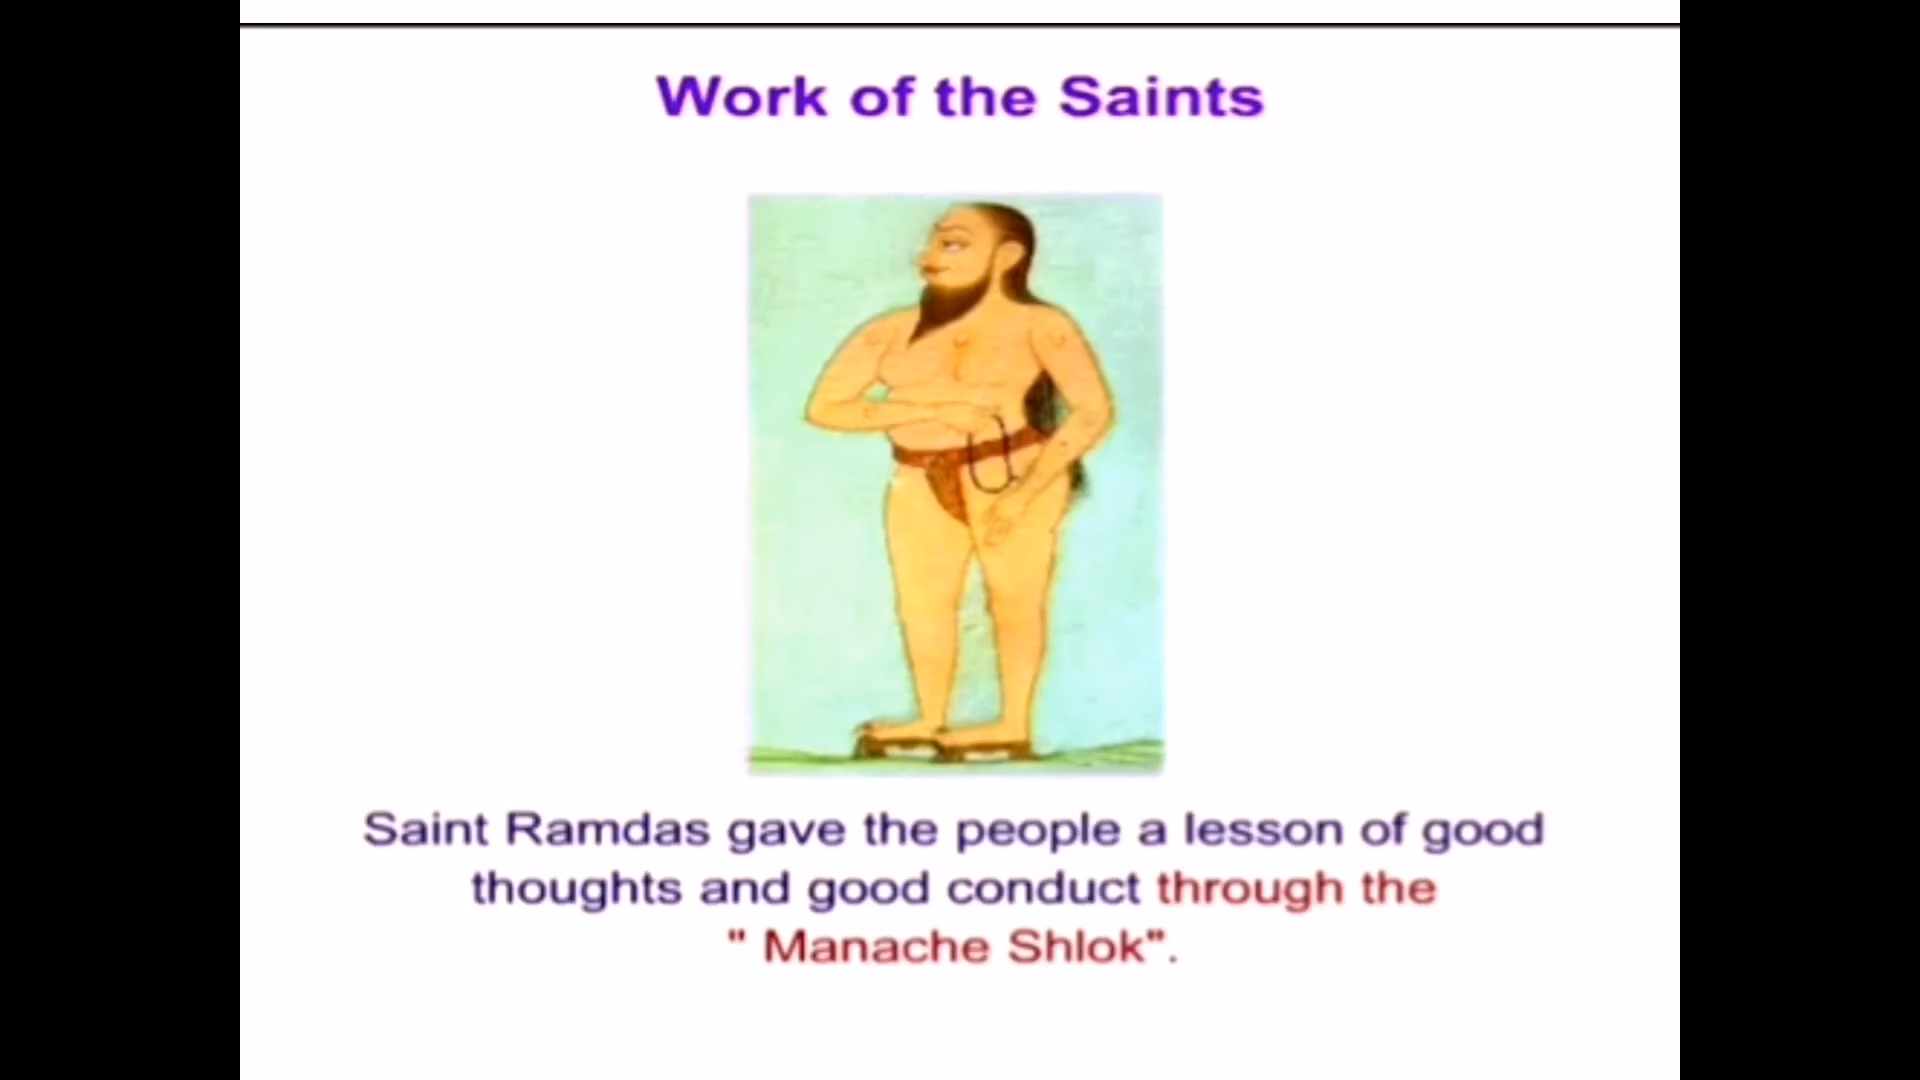 Work of the Saints
Saint Ramdas gave the people a lesson of good
thoughts and good conduct through the
" Manache Shlok".